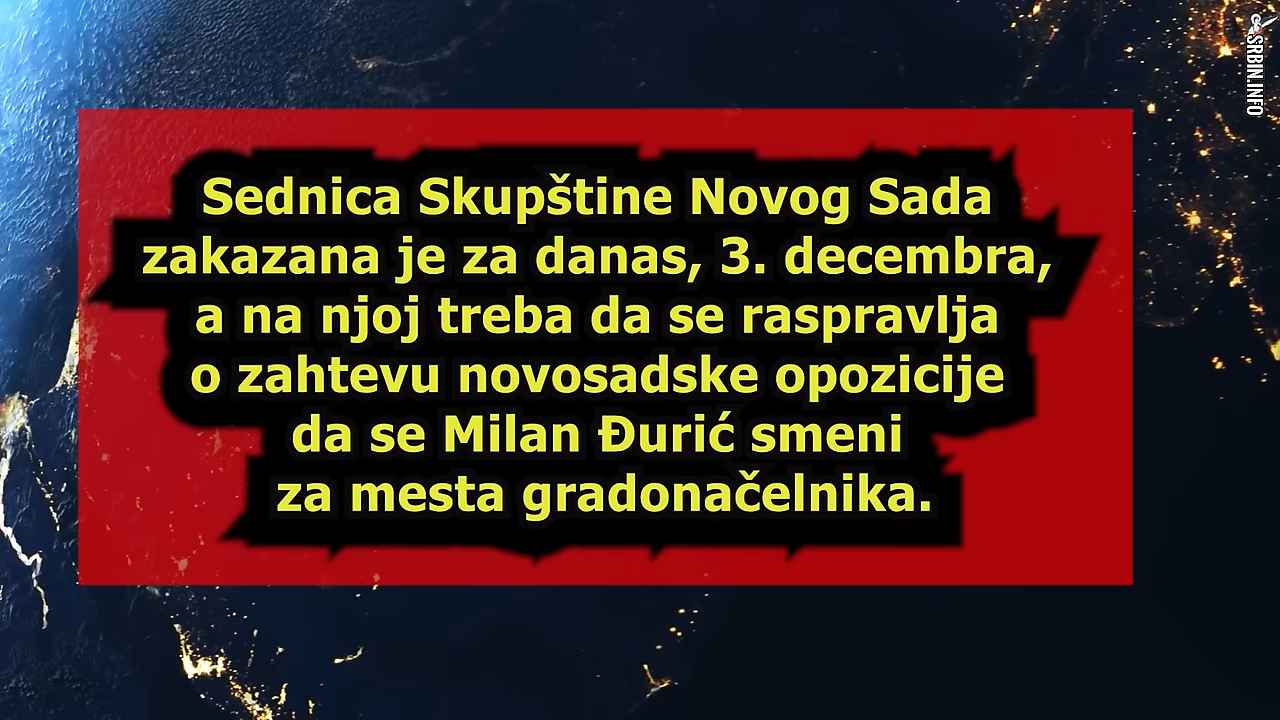 Sednica Skupštine Novog Sada
zakazana je za danas, 3. decembra,
a na njoj treba da se raspravlja
o zahtevu novosadske opozicije
da se Milan Đurić smeni
za mesta gradonačelnika.
SRBIN.INFO